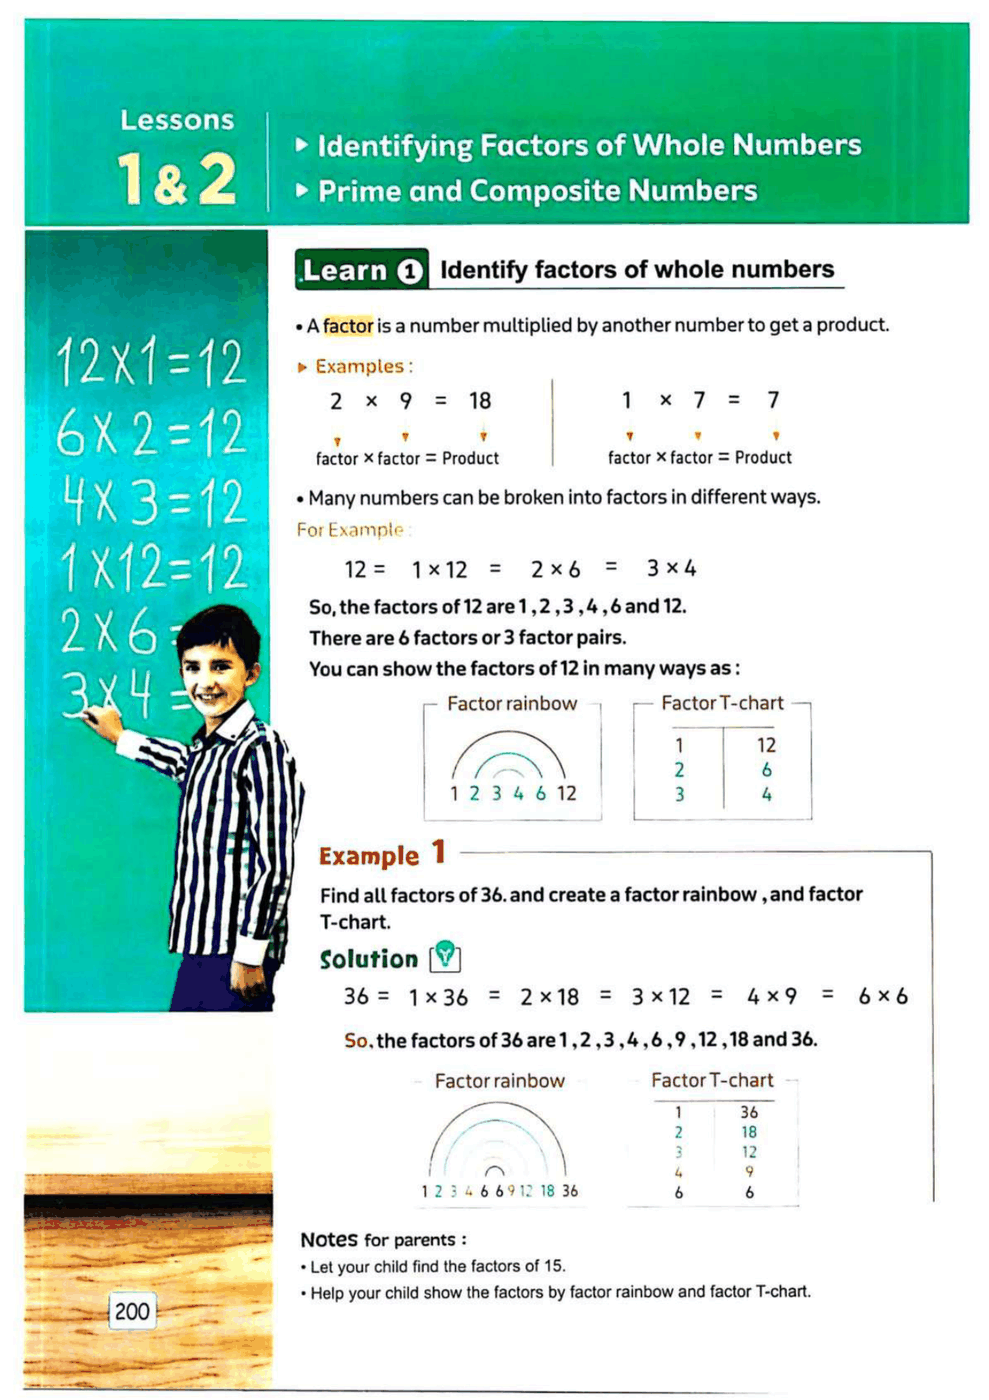 Lessons
1 & 2
▸ Identifying Factors of Whole Numbers
▸ Prime and Composite Numbers
12X1=12
6X2=12
4X3=12
1X12=12
2X6=
3X4=
Learn 1 Identify factors of whole numbers
• A factor is a number multiplied by another number to get a product.
▸ Examples :
2 × 9 = 18
factor × factor = Product
1 × 7 = 7
factor × factor = Product
• Many numbers can be broken into factors in different ways.
For Example :
12 = 1 × 12 = 2 × 6 = 3 × 4
So, the factors of 12 are 1 , 2 , 3 , 4 , 6 and 12.
There are 6 factors or 3 factor pairs.
You can show the factors of 12 in many ways as :
Factor rainbow
1 2 3 4 6 12
Factor T-chart
1 12
2 6
3 4
Example 1
Find all factors of 36. and create a factor rainbow , and factor
T-chart.
Solution
36 = 1 × 36 = 2 × 18 = 3 × 12 = 4 × 9 = 6 × 6
So, the factors of 36 are 1 , 2 , 3 , 4 , 6 , 9 , 12 , 18 and 36.
Factor rainbow
1 2 3 4 6 6 9 12 18 36
Factor T-chart
1 36
2 18
3 12
4 9
6 6
Notes for parents :
• Let your child find the factors of 15.
• Help your child show the factors by factor rainbow and factor T-chart.
200